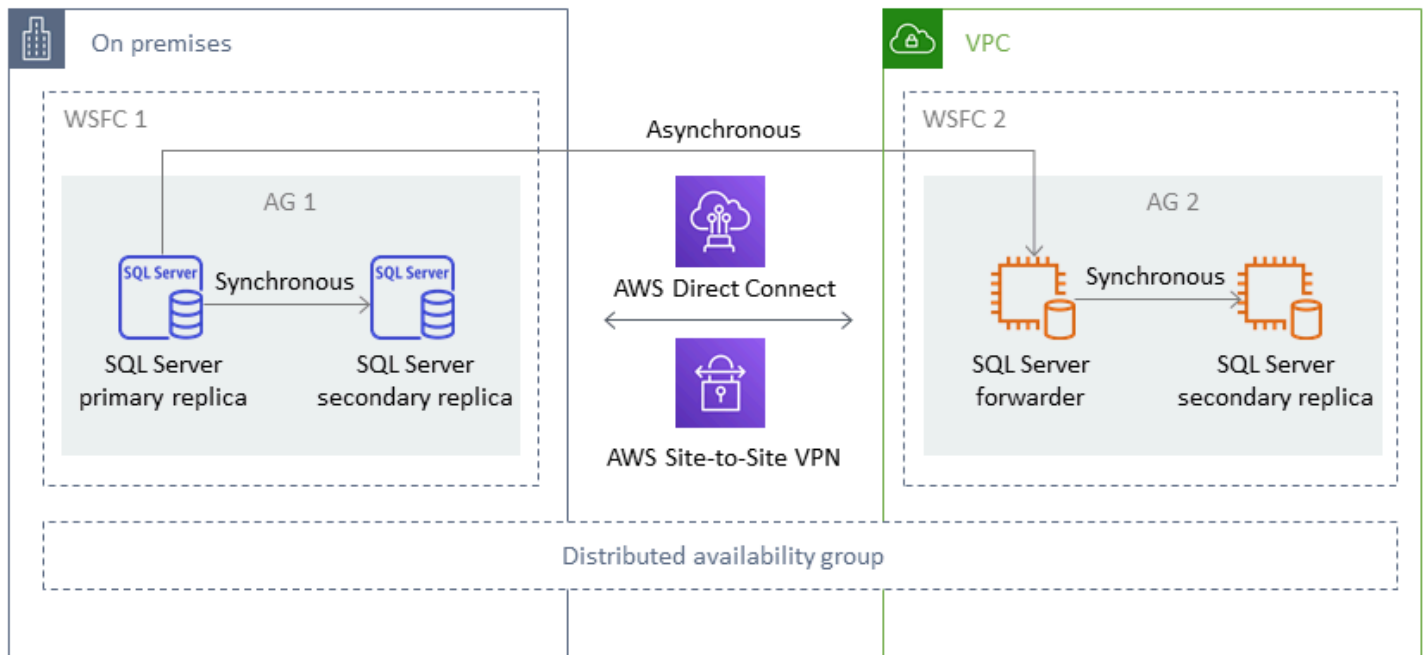 On premises
VPC
WSFC 1
Asynchronous
WSFC 2
AG 1
AG 2
SQL Server
Synchronous
SQL Server
Synchronous
AWS Direct Connect
SQL Server
primary replica
SQL Server
secondary replica
SQL Server
forwarder
SQL Server
secondary replica
AWS Site-to-Site VPN
Distributed availability group